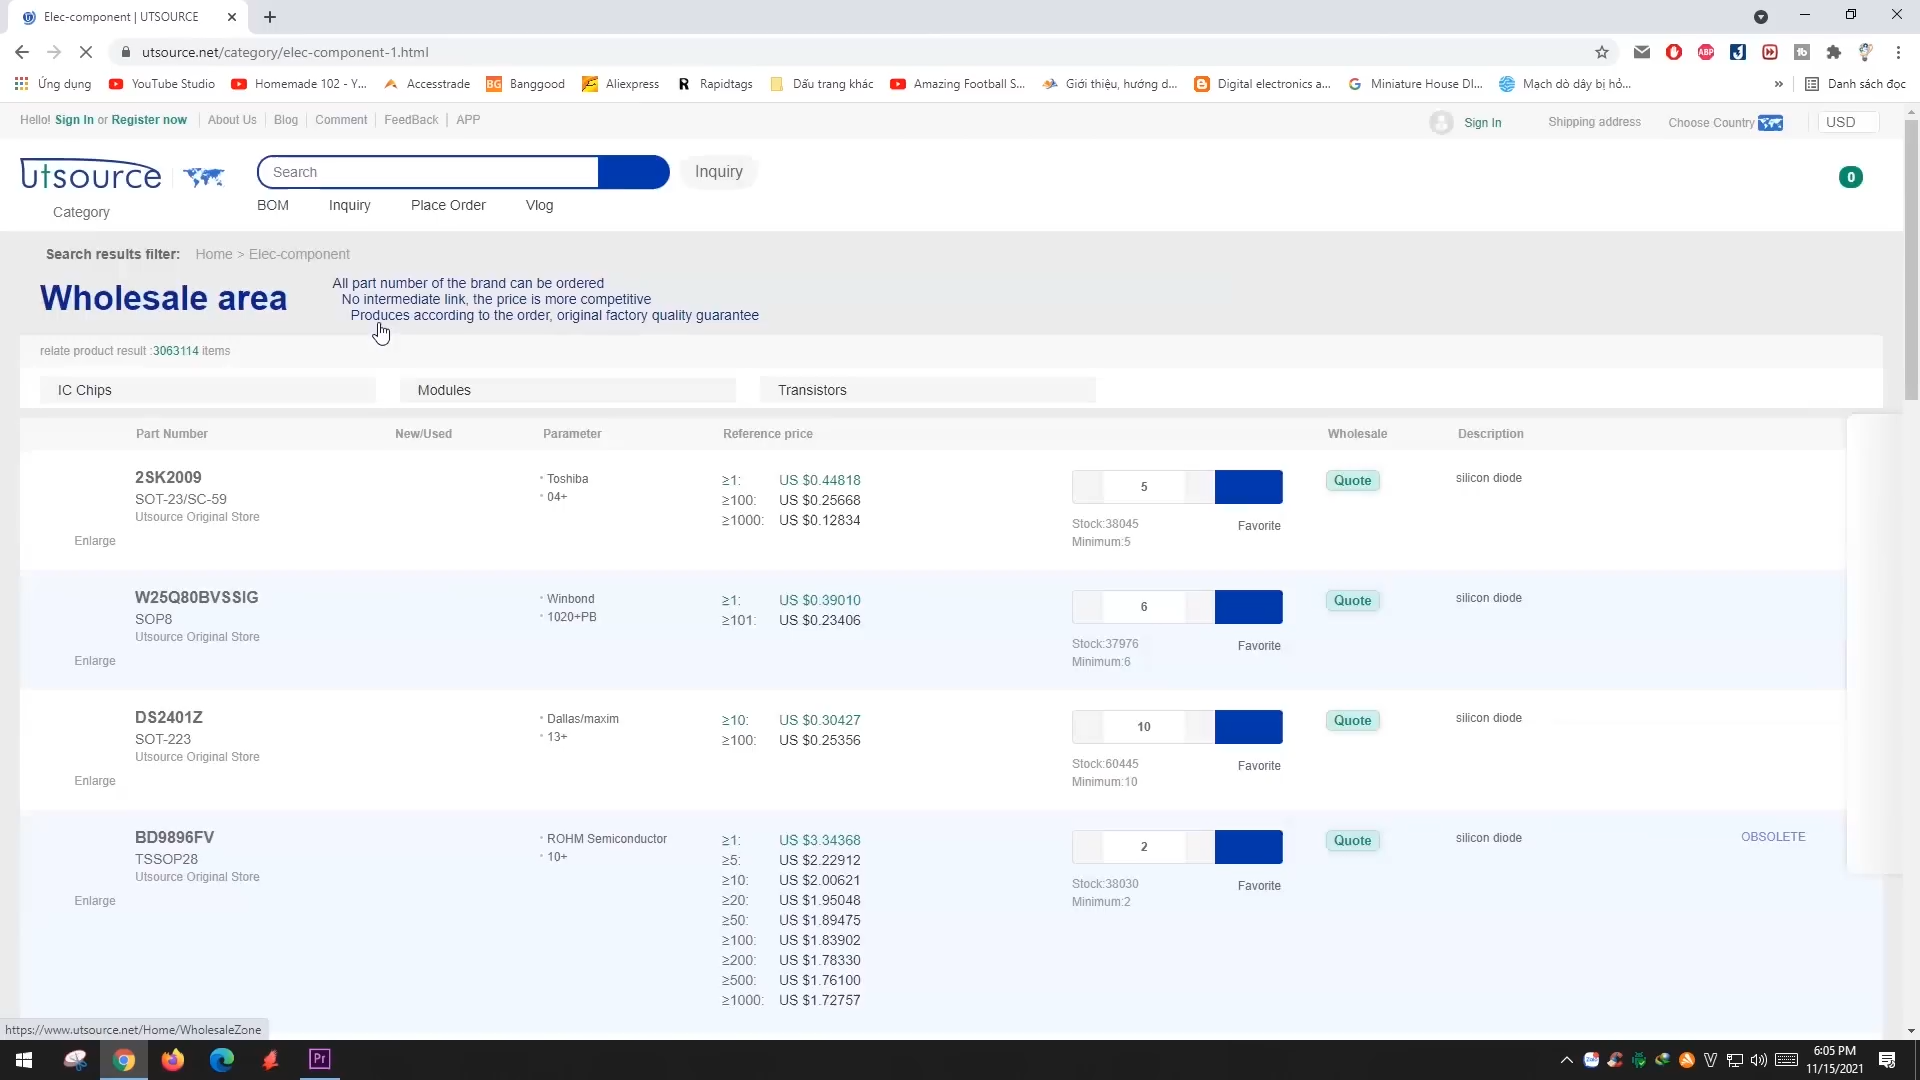 Elec-component | UTSOURCE
utsource.net/category/elec-component-1.html
Ứng dụng YouTube Studio Homemade 102 - Y... Accesstrade Banggood Aliexpress Rapidtags Dấu trang khác Amazing Football S... Giới thiệu, hướng d... Digital electronics a... Miniature House DI... Mạch dò dây bị hỏ... » Danh sách đọc
Hello! Sign In or Register now About Us Blog Comment FeedBack APP Sign In Shipping address Choose Country USD
utsource Search Inquiry 0
Category BOM Inquiry Place Order Vlog
Search results filter: Home > Elec-component
Wholesale area
All part number of the brand can be ordered
No intermediate link, the price is more competitive
Produces according to the order, original factory quality guarantee
relate product result :3063114 items
IC Chips Modules Transistors
Part Number New/Used Parameter Reference price Wholesale Description
2SK2009
SOT-23/SC-59
Utsource Original Store
Enlarge
Toshiba
04+
≥1: US $0.44818
≥100: US $0.25668
≥1000: US $0.12834
5
Stock:38045
Minimum:5
Favorite
Quote
silicon diode
W25Q80BVSSIG
SOP8
Utsource Original Store
Enlarge
Winbond
1020+PB
≥1: US $0.39010
≥101: US $0.23406
6
Stock:37976
Minimum:6
Favorite
Quote
silicon diode
DS2401Z
SOT-223
Utsource Original Store
Enlarge
Dallas/maxim
13+
≥10: US $0.30427
≥100: US $0.25356
10
Stock:60445
Minimum:10
Favorite
Quote
silicon diode
BD9896FV
TSSOP28
Utsource Original Store
Enlarge
ROHM Semiconductor
10+
≥1: US $3.34368
≥5: US $2.22912
≥10: US $2.00621
≥20: US $1.95048
≥50: US $1.89475
≥100: US $1.83902
≥200: US $1.78330
≥500: US $1.76100
≥1000: US $1.72757
2
Stock:38030
Minimum:2
Favorite
Quote
silicon diode
OBSOLETE
https://www.utsource.net/Home/WholesaleZone
Pr
6:05 PM
11/15/2021